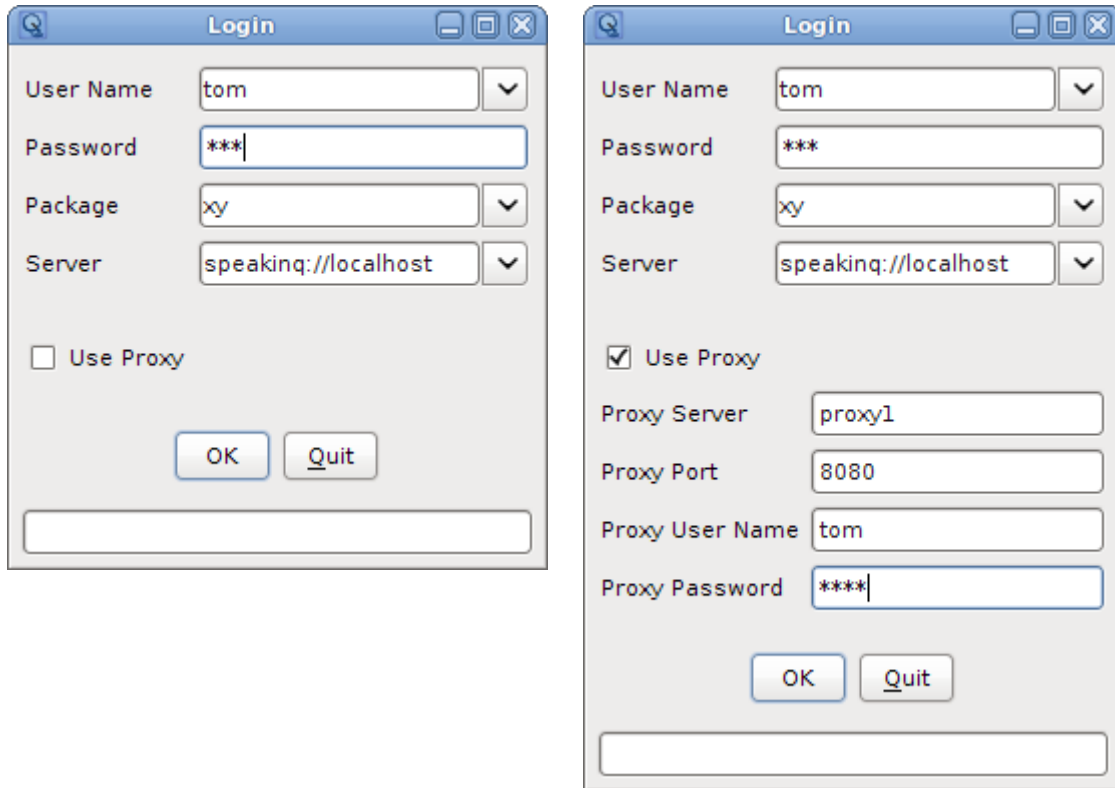 Login
User Name tom
Password ***
Package xy
Server speakinq://localhost
Use Proxy
OK Quit
Login
User Name tom
Password ***
Package xy
Server speakinq://localhost
Use Proxy
Proxy Server proxy1
Proxy Port 8080
Proxy User Name tom
Proxy Password ****
OK Quit